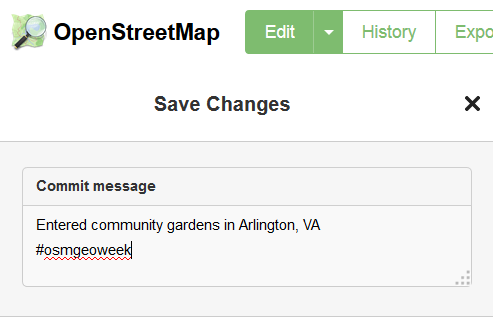 OpenStreetMap
Edit
History
Expo
Save Changes
Commit message
Entered community gardens in Arlington, VA
#osmgeoweek